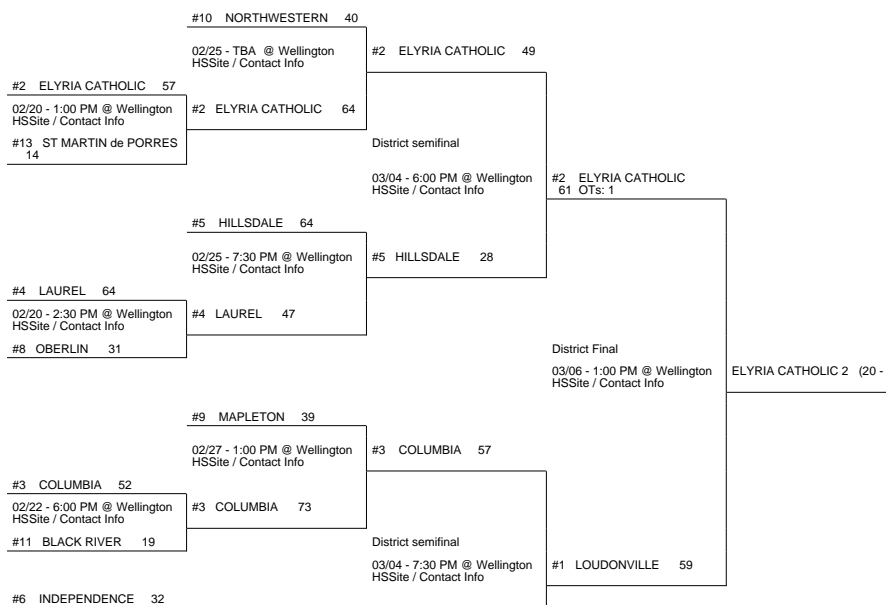 #10 NORTHWESTERN 40
02/25 - TBA @ Wellington
HSSite / Contact Info
#2 ELYRIA CATHOLIC 49
#2 ELYRIA CATHOLIC 57
02/20 - 1:00 PM @ Wellington
HSSite / Contact Info
#2 ELYRIA CATHOLIC 64
#13 ST MARTIN de PORRES
14
District semifinal
03/04 - 6:00 PM @ Wellington
HSSite / Contact Info
#2 ELYRIA CATHOLIC
61 OTs: 1
#5 HILLSDALE 64
02/25 - 7:30 PM @ Wellington
HSSite / Contact Info
#5 HILLSDALE 28
#4 LAUREL 64
02/20 - 2:30 PM @ Wellington
HSSite / Contact Info
#4 LAUREL 47
#8 OBERLIN 31
District Final
03/06 - 1:00 PM @ Wellington
HSSite / Contact Info
ELYRIA CATHOLIC 2 (20 -
#9 MAPLETON 39
02/27 - 1:00 PM @ Wellington
HSSite / Contact Info
#3 COLUMBIA 57
#3 COLUMBIA 52
02/22 - 6:00 PM @ Wellington
HSSite / Contact Info
#3 COLUMBIA 73
#11 BLACK RIVER 19
District semifinal
03/04 - 7:30 PM @ Wellington
HSSite / Contact Info
#1 LOUDONVILLE 59
#6 INDEPENDENCE 32